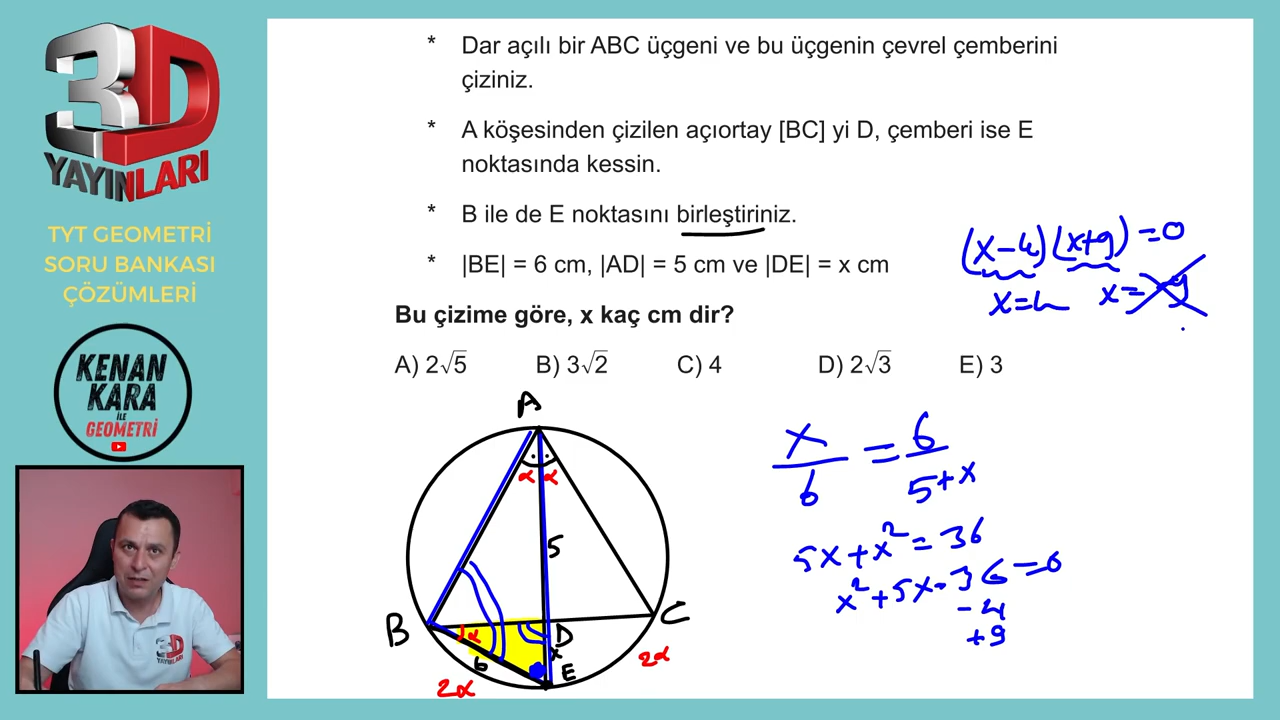 3D
YAYINLARI
TYT GEOMETRİ
SORU BANKASI
ÇÖZÜMLERİ
KENAN
KARA
İLE
GEOMETRİ
* Dar açılı bir ABC üçgeni ve bu üçgenin çevrel çemberini
çiziniz.
* A köşesinden çizilen açıortay [BC] yi D, çemberi ise E
noktasında kessin.
* B ile de E noktasını birleştiriniz.
* |BE| = 6 cm, |AD| = 5 cm ve |DE| = x cm
Bu çizime göre, x kaç cm dir?
A) 2√5 B) 3√2 C) 4 D) 2√3 E) 3
(x-4)(x+9)=0
x=4 x=-9
A
α α
5
B
α
D
C
6
x
E
2α
2α
x/6 = 6/5+x
5x+x²=36
x²+5x-36=0
-4
+9